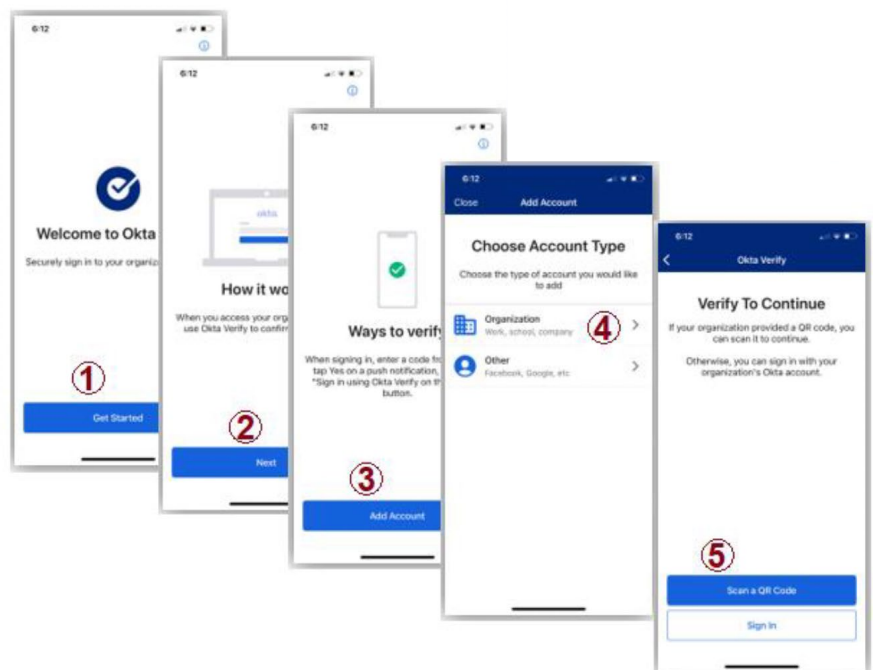 6:12
Welcome to Okta
Securely sign in to your organiz
1
Get Started
6:12
okta
How it wo
When you access your org
use Okta Verify to confirm
2
Next
6:12
Ways to verify
When signing in, enter a code fro
tap Yes on a push notification,
"Sign in using Okta Verify on th
button.
3
Add Account
6:12
Close Add Account
Choose Account Type
Choose the type of account you would like
to add
Organization
Work, school, company
4
Other
Facebook, Google, etc
6:12
Okta Verify
Verify To Continue
If your organization provided a QR code, you
can scan it to continue.
Otherwise, you can sign in with your
organization's Okta account.
5
Scan a QR Code
Sign In